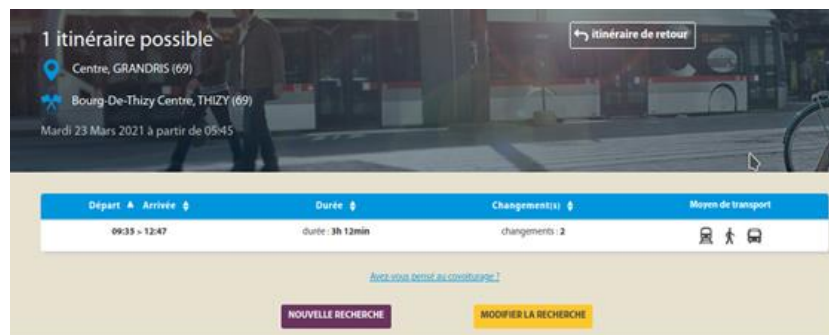 1 itinéraire possible
itinéraire de retour
Centre, GRANDRIS (69)
Bourg-De-Thizy Centre, THIZY (69)
Mardi 23 Mars 2021 à partir de 05:45
Départ Arrivée Durée Changement(s) Moyen de transport
09:35 > 12:47 durée : 3h 12min changements : 2
Avez-vous pensé au covoiturage ?
NOUVELLE RECHERCHE MODIFIER LA RECHERCHE